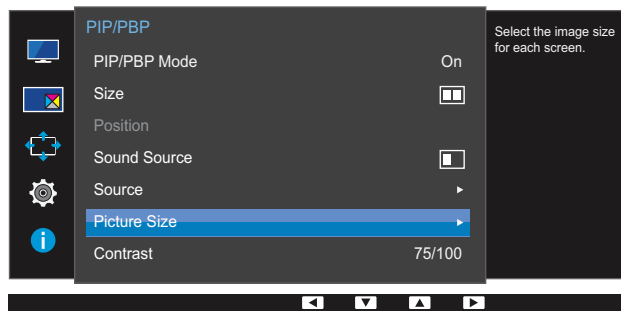 PIP/PBP
Select the image size
for each screen.
PIP/PBP Mode On
Size
Position
Sound Source
Source
Picture Size
Contrast 75/100
i